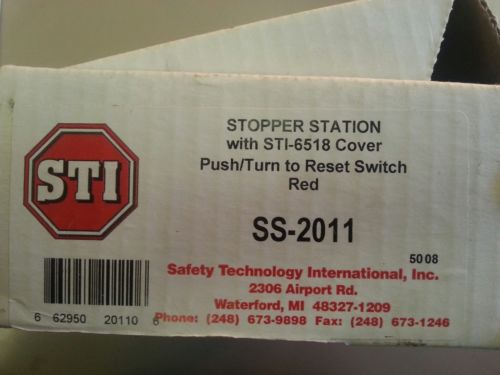 STOPPER STATION
with STI-6518 Cover
Push/Turn to Reset Switch
Red
STI
SS-2011
5008
Safety Technology International, Inc.
2306 Airport Rd.
Waterford, MI 48327-1209
Phone: (248) 673-9898 Fax: (248) 673-1246
6 62950 20110 6